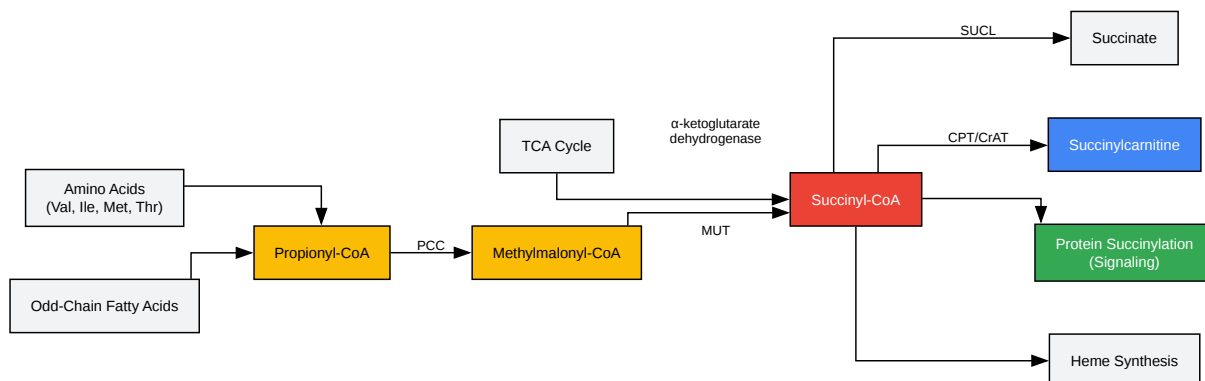 SUCL
Succinate
α-ketoglutarate
dehydrogenase
TCA Cycle
CPT/CrAT
Succinylcarnitine
Amino Acids
(Val, Ile, Met, Thr)
Succinyl-CoA
MUT
Propionyl-CoA
PCC
Methylmalonyl-CoA
Protein Succinylation
(Signaling)
Odd-Chain Fatty Acids
Heme Synthesis